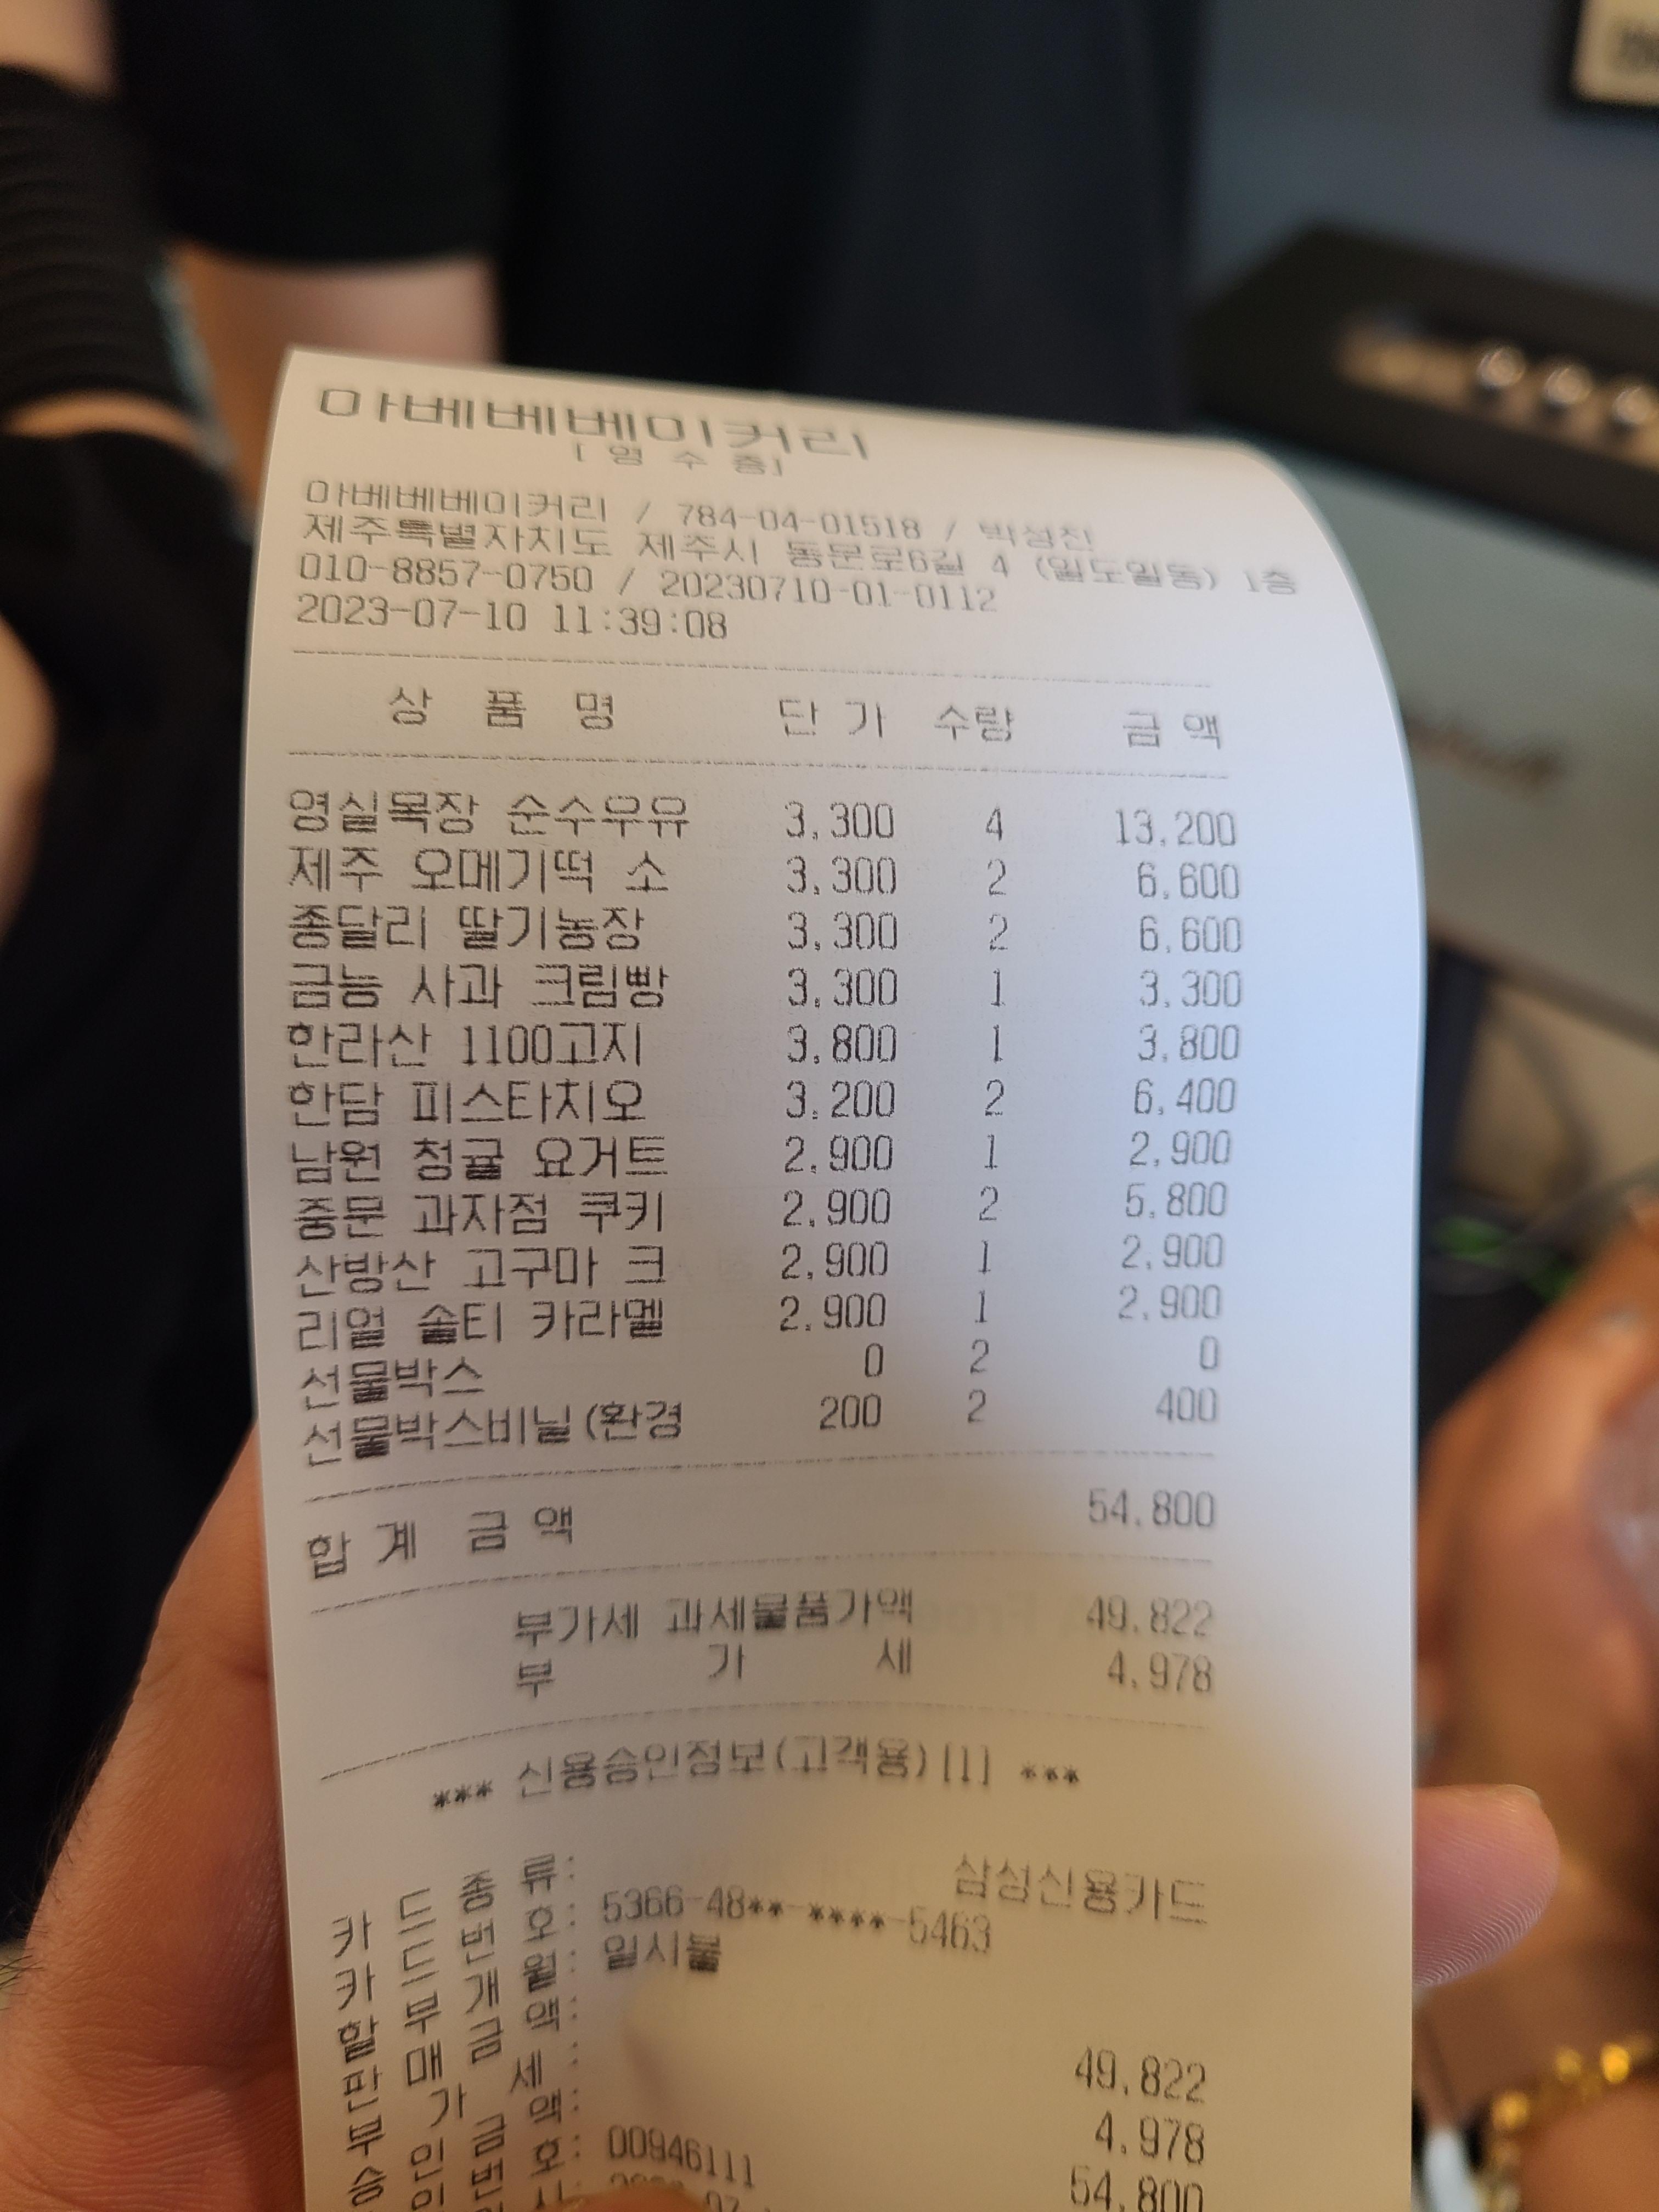 아베베베이커리
[ 영 수 증]
아베베베이커리 / 784-04-01518 / 박성진
제주특별자치도 제주시 동문로6길 4 (일도일동) 1층
010-8857-0750 / 20230710-01-0112
2023-07-10 11:39:08
상 품 명 단 가 수량 금 액
영실목장 순수우유 3,300 4 13,200
제주 오메기떡 소 3,300 2 6,600
종달리 딸기농장 3,300 2 6,600
금능 사과 크림빵 3,300 1 3,300
한라산 1100고지 3,800 1 3,800
한담 피스타치오 3,200 2 6,400
남원 청귤 요거트 2,900 1 2,900
중문 과자점 쿠키 2,900 2 5,800
산방산 고구마 크 2,900 1 2,900
리얼 솔티 카라멜 2,900 1 2,900
선물박스 0 2 0
선물박스비닐(환경 200 2 400
합 계 금 액 54,800
부가세 과세물품가액 49,822
부 가 세 4,978
*** 신용승인정보(고객용)[1] ***
카 드 종 류: 삼성신용카드
카 드 번 호: 5366-48**-****-5463
할 부 개 월: 일시불
판 매 금 액: 49,822
부 가 세 : 4,978
승 인 금 액: 54,800
인 번 호: 00946111